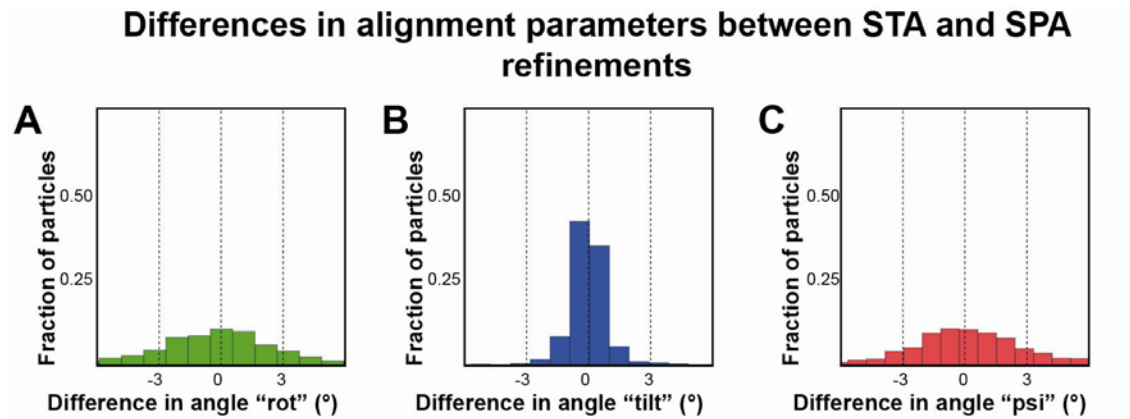 Differences in alignment parameters between STA and SPA
refinements
A
Fraction of particles
0.50
0.25
-3 0 3
Difference in angle “rot” (°)
B
Fraction of particles
0.50
0.25
-3 0 3
Difference in angle “tilt” (°)
C
Fraction of particles
0.50
0.25
-3 0 3
Difference in angle “psi” (°)